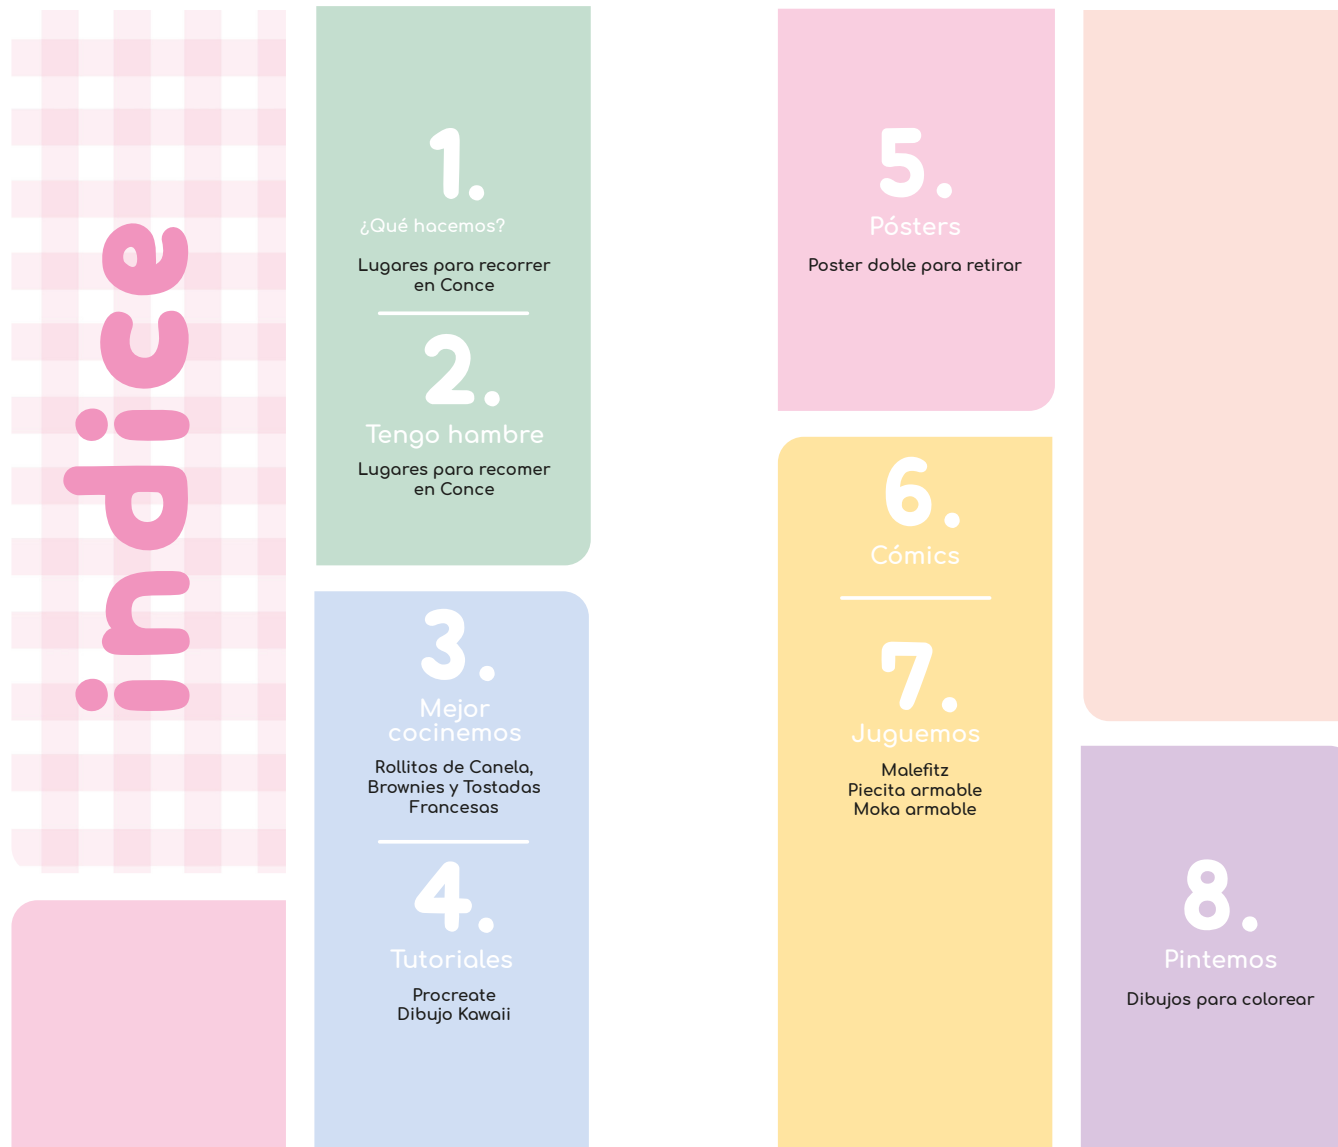 indice
1.
¿Qué hacemos?
Lugares para recorrer
en Conce
2.
Tengo hambre
Lugares para recomer
en Conce
3.
Mejor
cocinemos
Rollitos de Canela,
Brownies y Tostadas
Francesas
4.
Tutoriales
Procreate
Dibujo Kawaii
5.
Pósters
Poster doble para retirar
6.
Cómics
7.
Juguemos
Malefitz
Piecita armable
Moka armable
8.
Pintemos
Dibujos para colorear